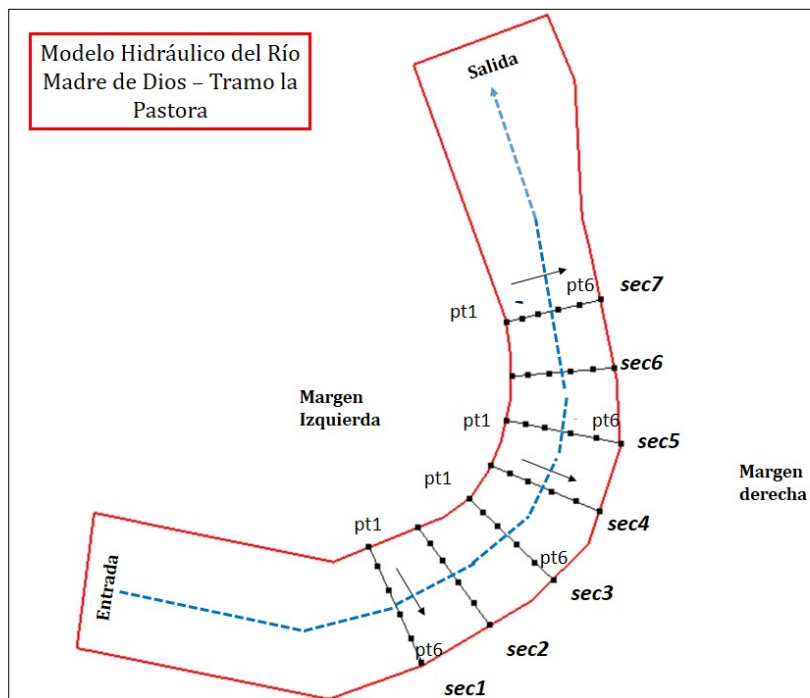 Modelo Hidráulico del Río
Madre de Dios – Tramo la
Pastora
Salida
pt1
pt6
sec7
sec6
Margen
Izquierda
pt1
pt6
sec5
Margen
derecha
pt1
sec4
pt1
pt6
sec3
Entrada
sec2
pt6
sec1